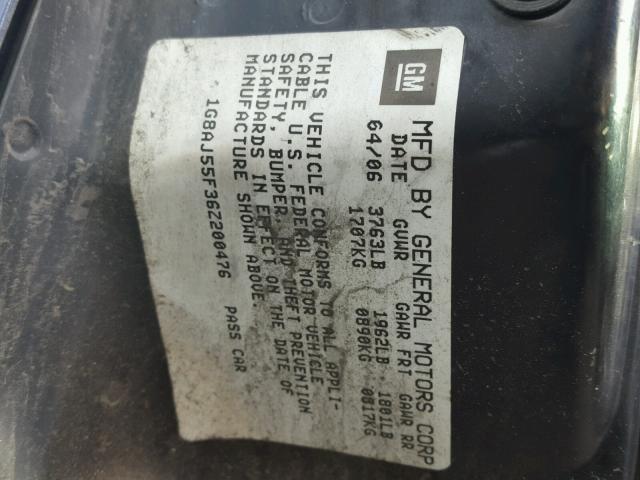 GM
MFD BY GENERAL MOTORS CORP
DATE GVWR GAWR FRT GAWR RR
04/06 3763LB 1962LB 1801LB
1707KG 0890KG 0817KG
THIS VEHICLE CONFORMS TO ALL APPLI-
CABLE U.S. FEDERAL MOTOR VEHICLE
SAFETY, BUMPER, AND THEFT PREVENTION
STANDARDS IN EFFECT ON THE DATE OF
MANUFACTURE SHOWN ABOVE.
1G8AJ55F36Z200476 PASS CAR